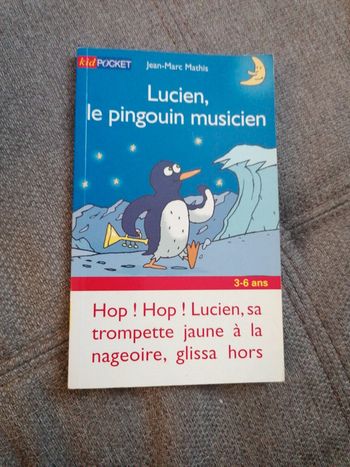 kid POCKET
Jean-Marc Mathis
Lucien,
le pingouin musicien
3-6 ans
Hop ! Hop ! Lucien, sa
trompette jaune à la
nageoire, glissa hors